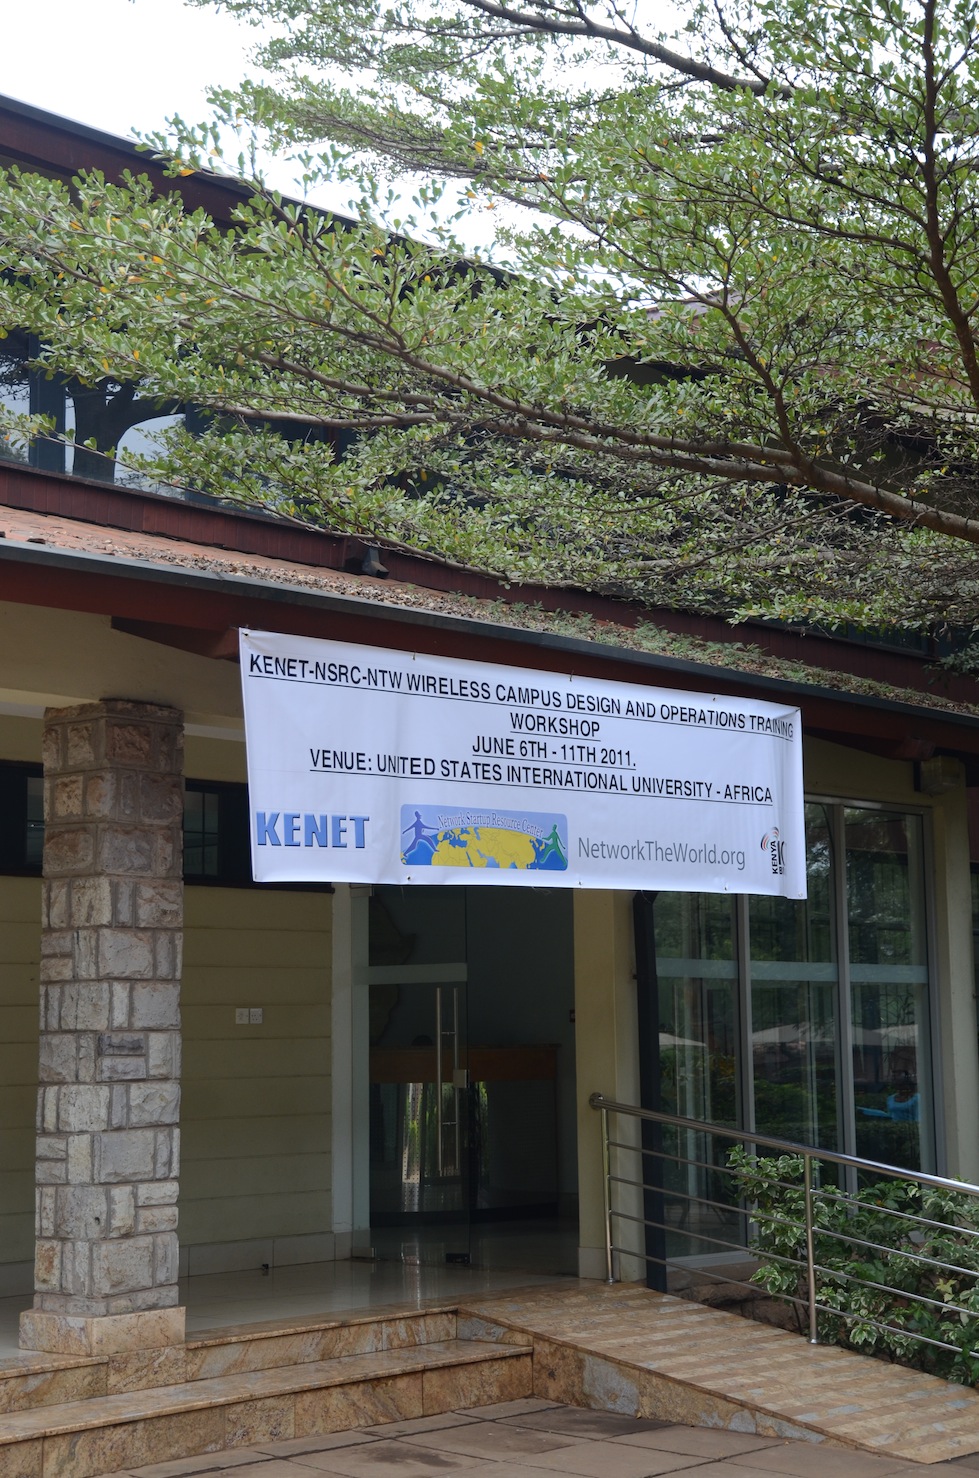 KENET-NSRC-NTW WIRELESS CAMPUS DESIGN AND OPERATIONS TRAINING
WORKSHOP
JUNE 6TH - 11TH 2011.
VENUE: UNITED STATES INTERNATIONAL UNIVERSITY - AFRICA
KENET
Network Startup Resource Center
NetworkTheWorld.org
KENYA